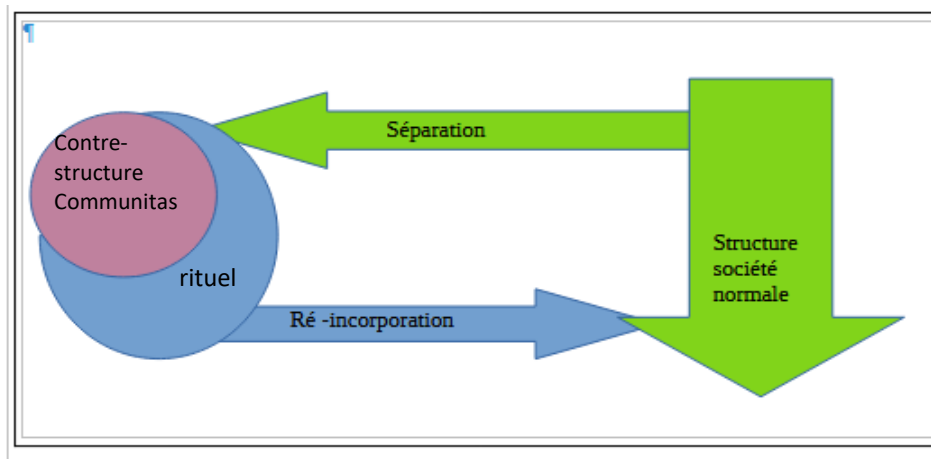 ¶
Séparation
Contre-
structure
Communitas
rituel
Structure
société
normale
Ré -incorporation